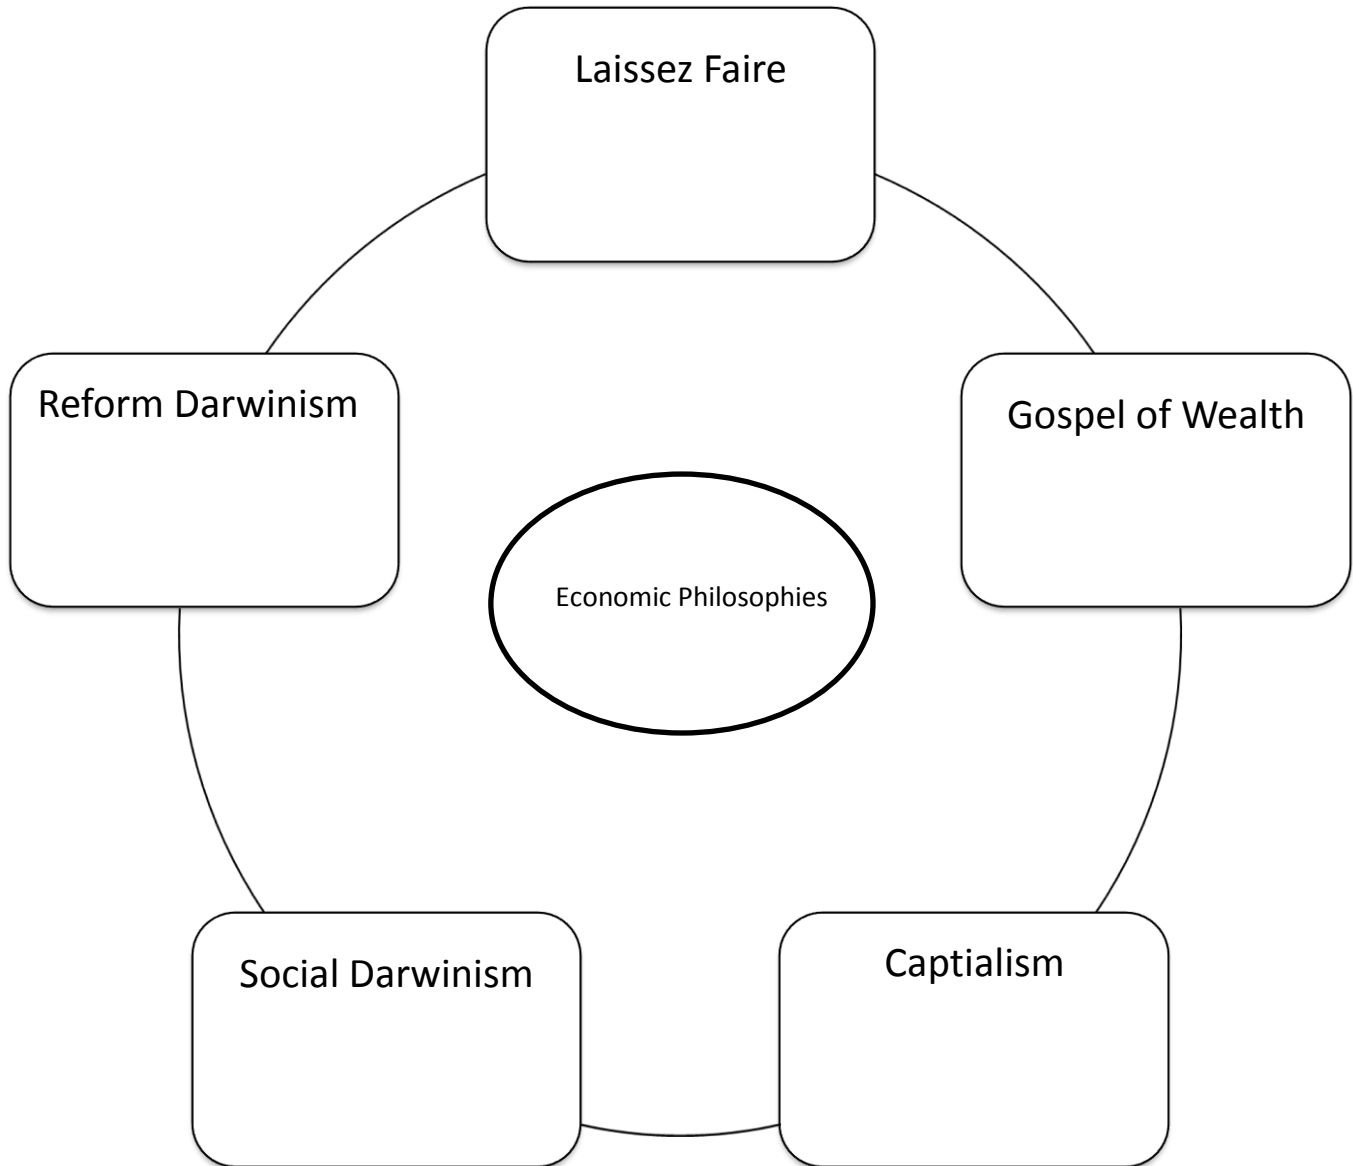 Laissez Faire
Reform Darwinism
Gospel of Wealth
Economic Philosophies
Social Darwinism
Captialism